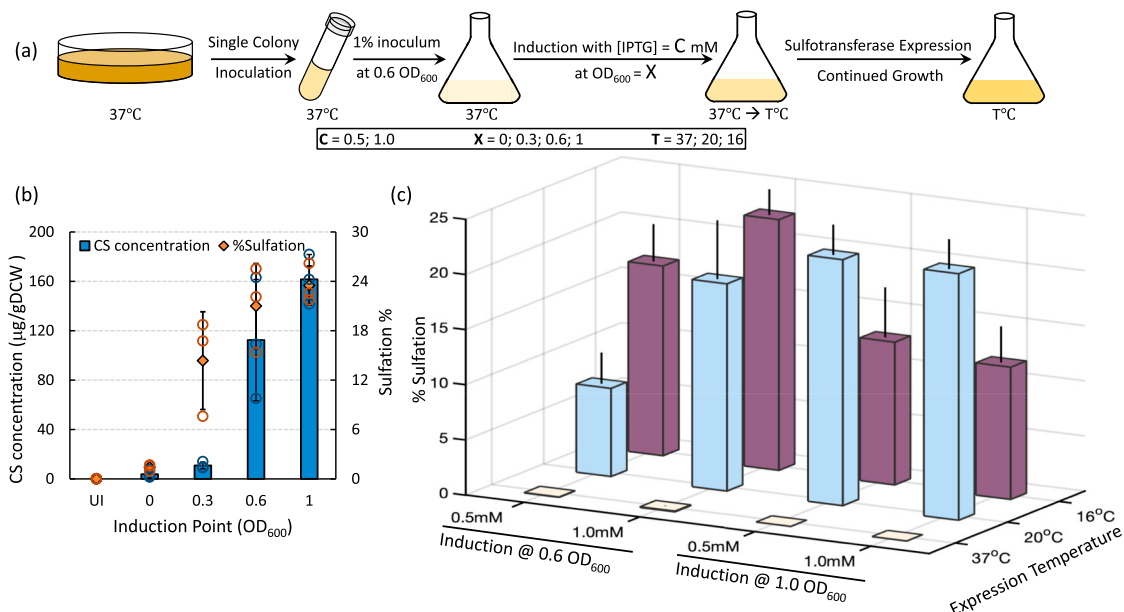 (a)
Single Colony
Inoculation
1% inoculum
at 0.6 OD600
Induction with [IPTG] = C mM
at OD600 = X
Sulfotransferase Expression
Continued Growth
37°C
37°C
37°C
37°C → T°C
T°C
C = 0.5; 1.0 X = 0; 0.3; 0.6; 1 T = 37; 20; 16
(b)
CS concentration %Sulfation
CS concentration (µg/gDCW)
200
160
120
80
40
0
30
24
18
12
6
0
Sulfation %
UI 0 0.3 0.6 1
Induction Point (OD600)
(c)
% Sulfation
25
20
15
10
5
0
0.5mM
1.0mM
Induction @ 0.6 OD600
0.5mM
1.0mM
Induction @ 1.0 OD600
37°C
20°C
16°C
Expression Temperature